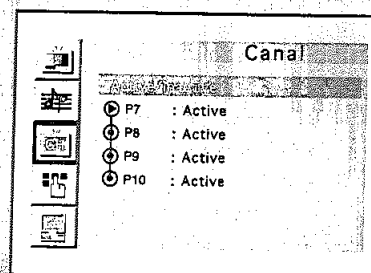 Canal
P7 : Active
P8 : Active
P9 : Active
P10 : Active